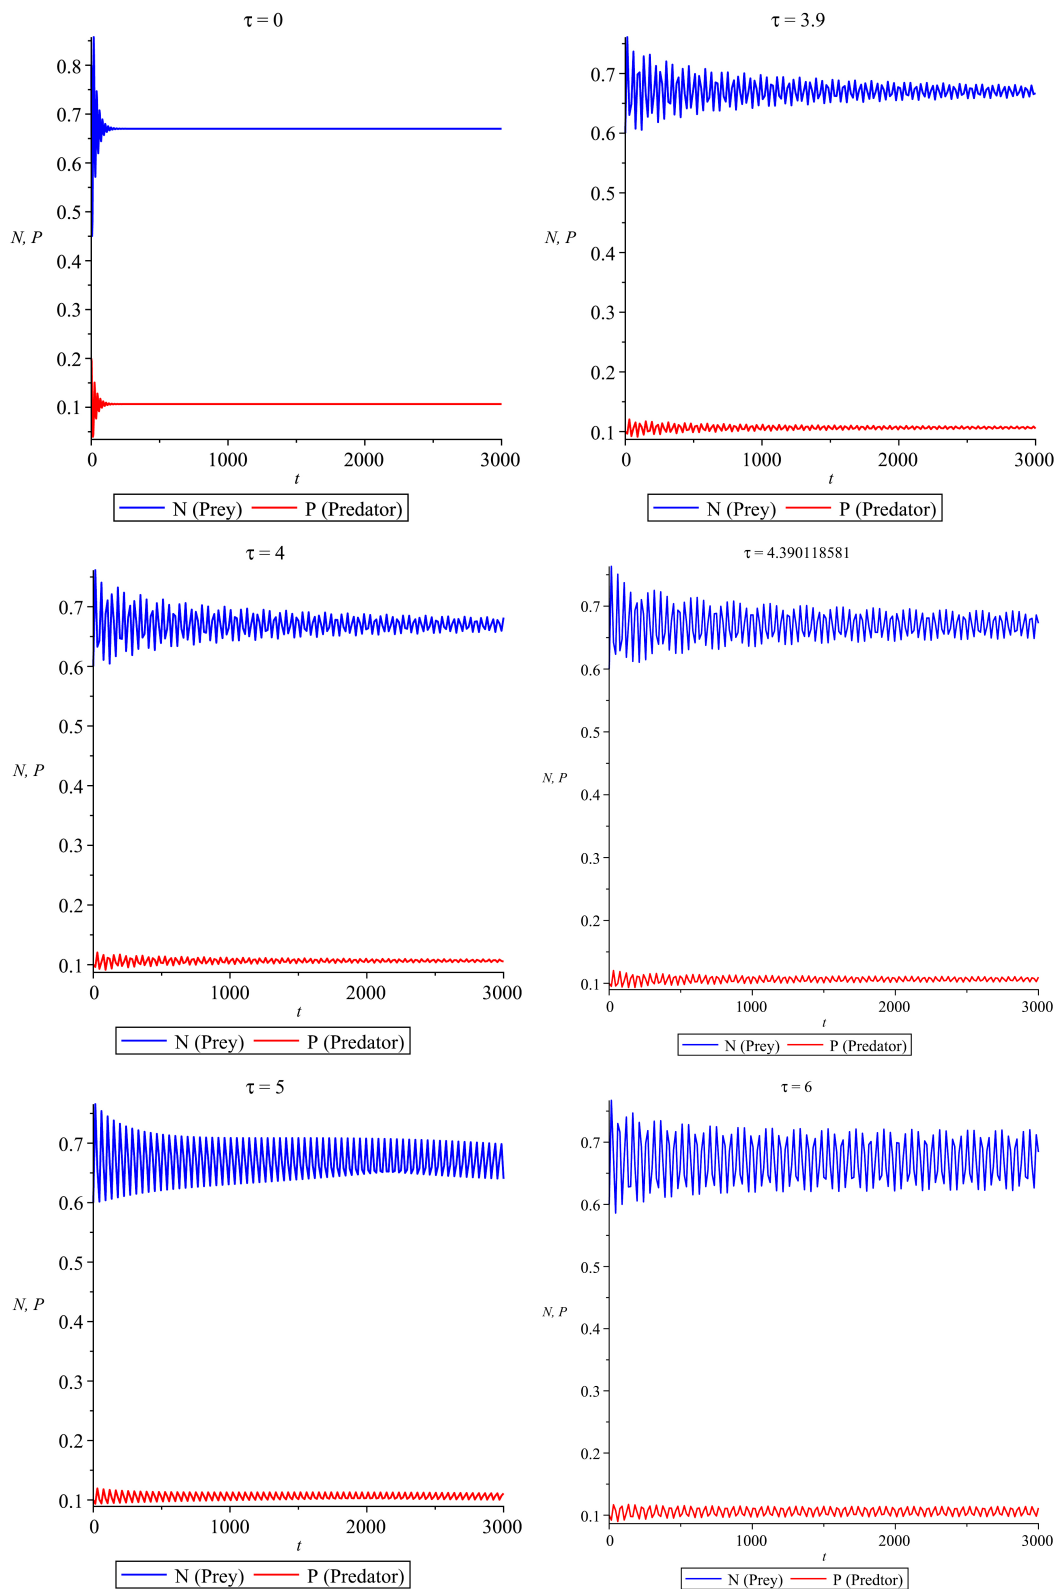 τ = 0
0.8
0.7
0.6
0.5
N, P
0.4
0.3
0.2
0.1
0 1000 2000 3000
t
N (Prey) P (Predator)
τ = 3.9
0.7
0.6
0.5
N, P
0.4
0.3
0.2
0.1
0 1000 2000 3000
t
N (Prey) P (Predator)
τ = 4
0.7
0.6
0.5
N, P
0.4
0.3
0.2
0.1
0 1000 2000 3000
t
N (Prey) P (Predator)
τ = 4.390118581
0.7
0.6
0.5
N, P
0.4
0.3
0.2
0.1
0 1000 2000 3000
t
N (Prey) P (Predator)
τ = 5
0.7
0.6
0.5
N, P
0.4
0.3
0.2
0.1
0 1000 2000 3000
t
N (Prey) P (Predator)
τ = 6
0.7
0.6
0.5
N, P
0.4
0.3
0.2
0.1
0 1000 2000 3000
t
N (Prey) P (Predtor)